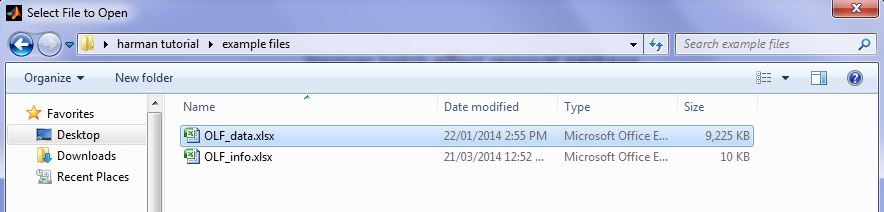 Select File to Open
harman tutorial example files Search example files
Organize New folder
Favorites Name Date modified Type Size
Desktop OLF_data.xlsx 22/01/2014 2:55 PM Microsoft Office E... 9,225 KB
Downloads OLF_info.xlsx 21/03/2014 12:52 ... Microsoft Office E... 10 KB
Recent Places